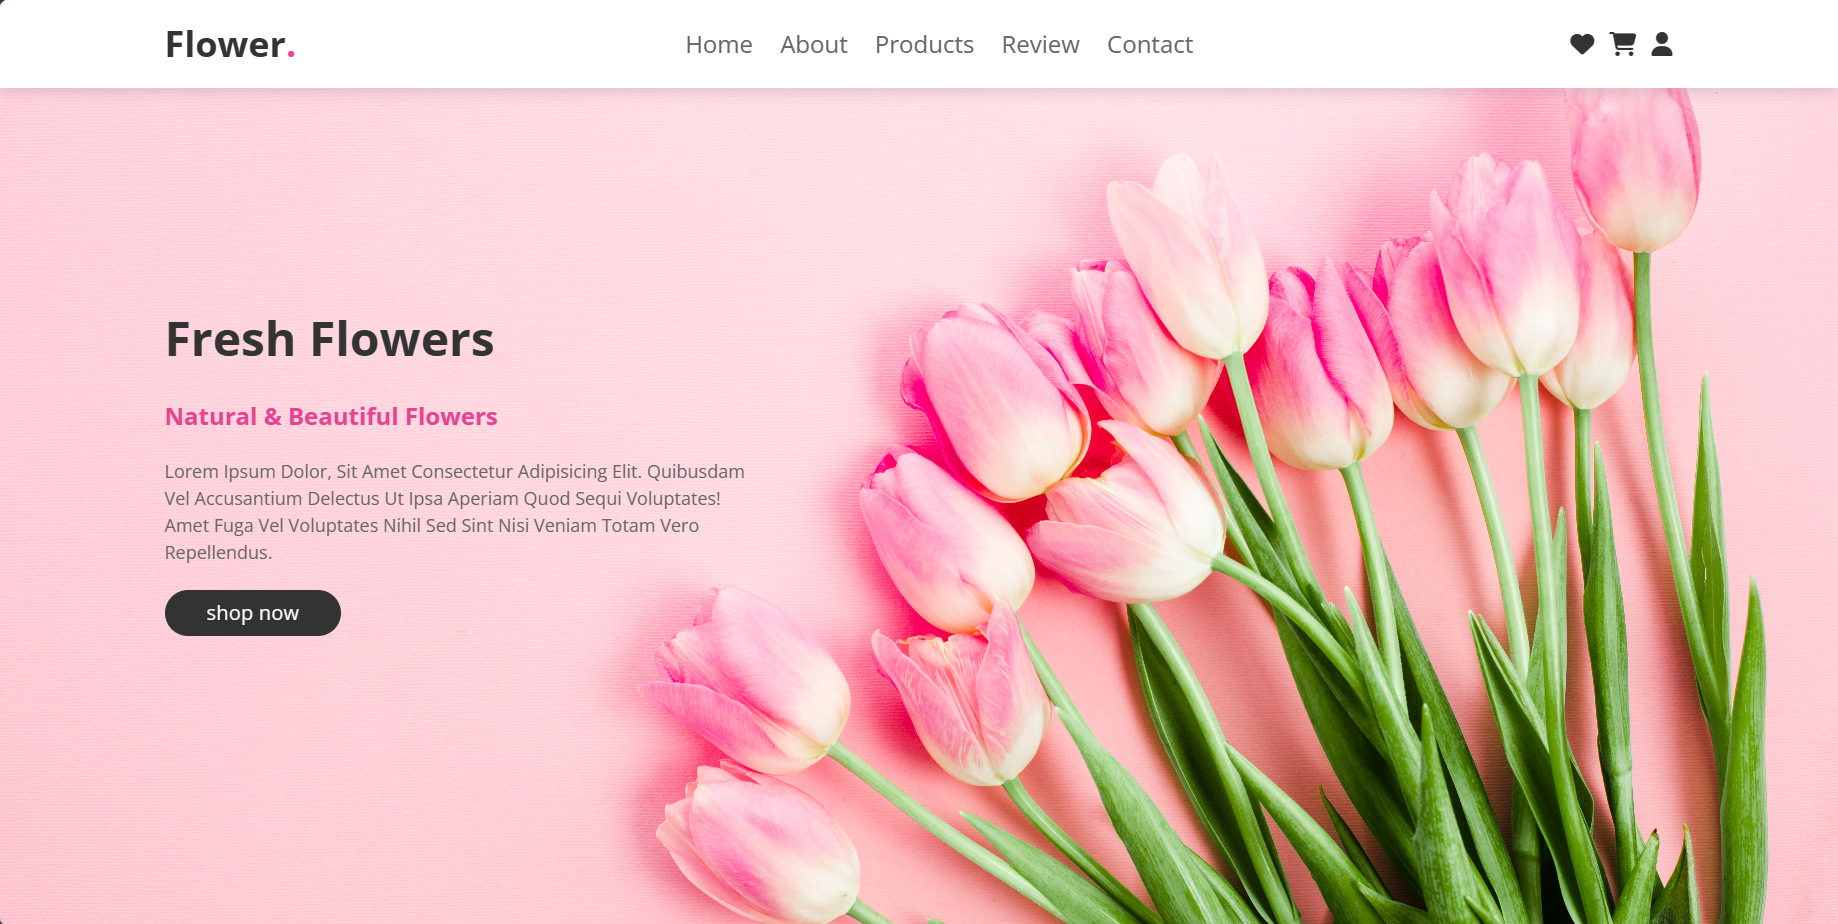 Flower.
Home About Products Review Contact
Fresh Flowers
Natural & Beautiful Flowers
Lorem Ipsum Dolor, Sit Amet Consectetur Adipisicing Elit. Quibusdam
Vel Accusantium Delectus Ut Ipsa Aperiam Quod Sequi Voluptates!
Amet Fuga Vel Voluptates Nihil Sed Sint Nisi Veniam Totam Vero
Repellendus.
shop now